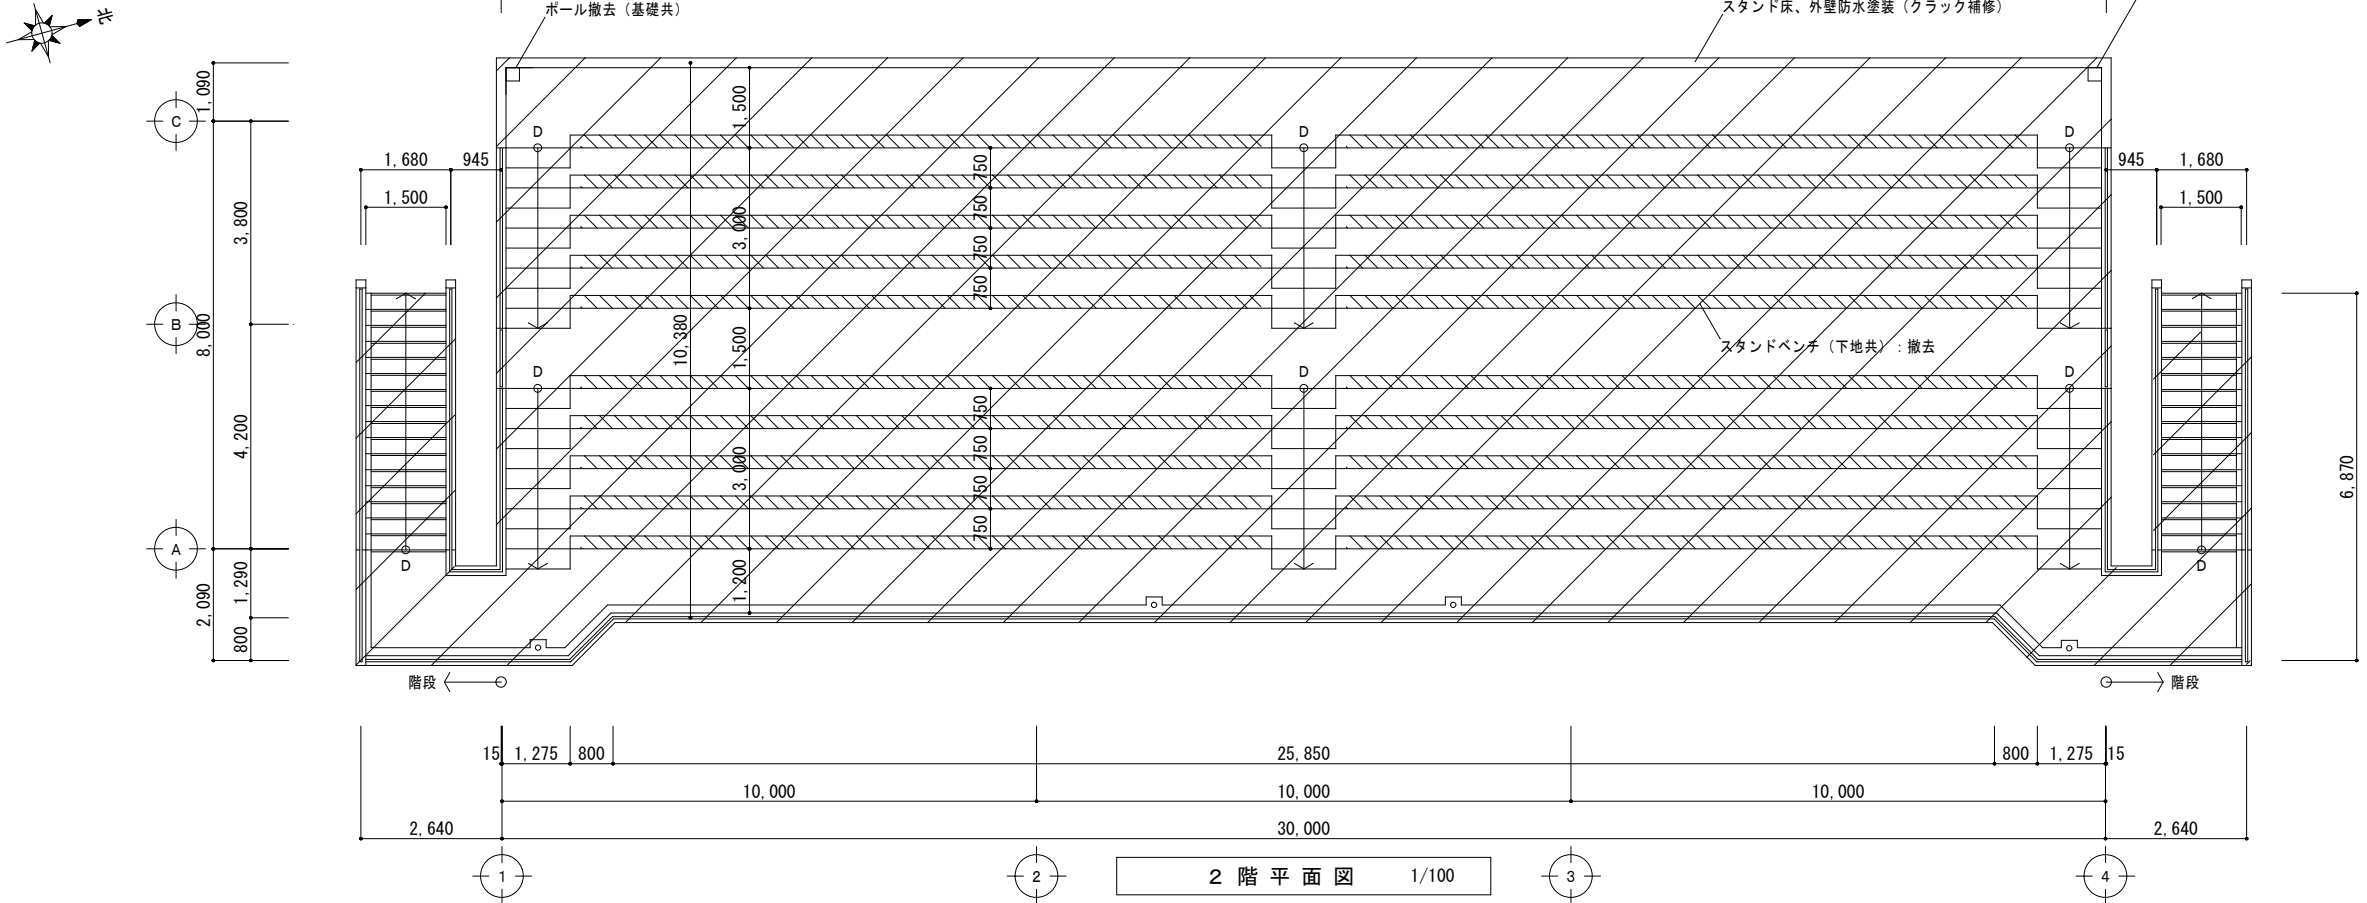 北
ポール撤去（基礎共）
スタンド床、外壁防水塗装（クラック補修）
1,090
C
3,800
B
8,000
4,200
A
1,290
2,090
800
1,680
945
1,500
D
D
D
1,500
750
750
3,000
750
750
10,380
1,500
スタンドベンチ（下地共）：撤去
D
D
D
750
750
3,000
750
750
1,200
945
1,680
1,500
6,870
D
D
階段
階段
15
1,275
800
25,850
800
1,275
15
10,000
10,000
10,000
2,640
30,000
2,640
1
2
2階平面図 1/100
3
4